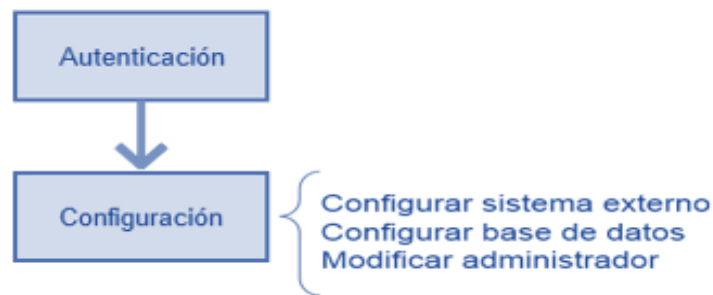 Autenticación
Configuración
Configurar sistema externo
Configurar base de datos
Modificar administrador